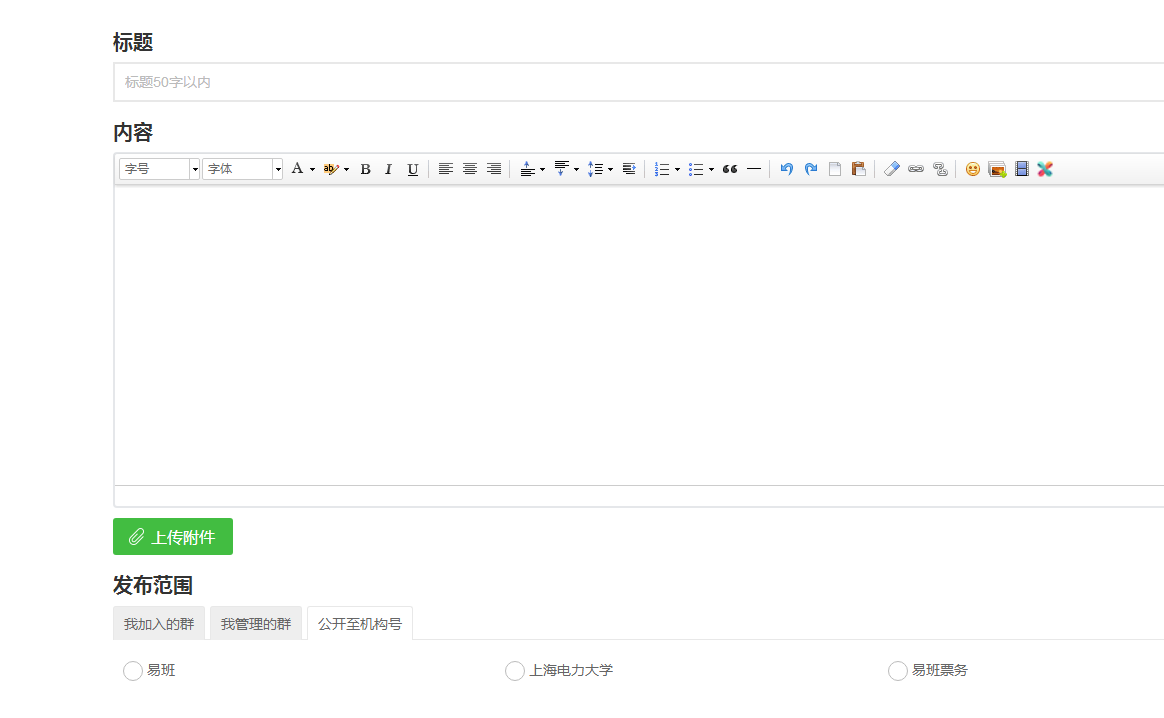 标题
标题50字以内
内容
字号 字体 A ab B I U
上传附件
发布范围
我加入的群 我管理的群 公开至机构号
易班 上海电力大学 易班票务